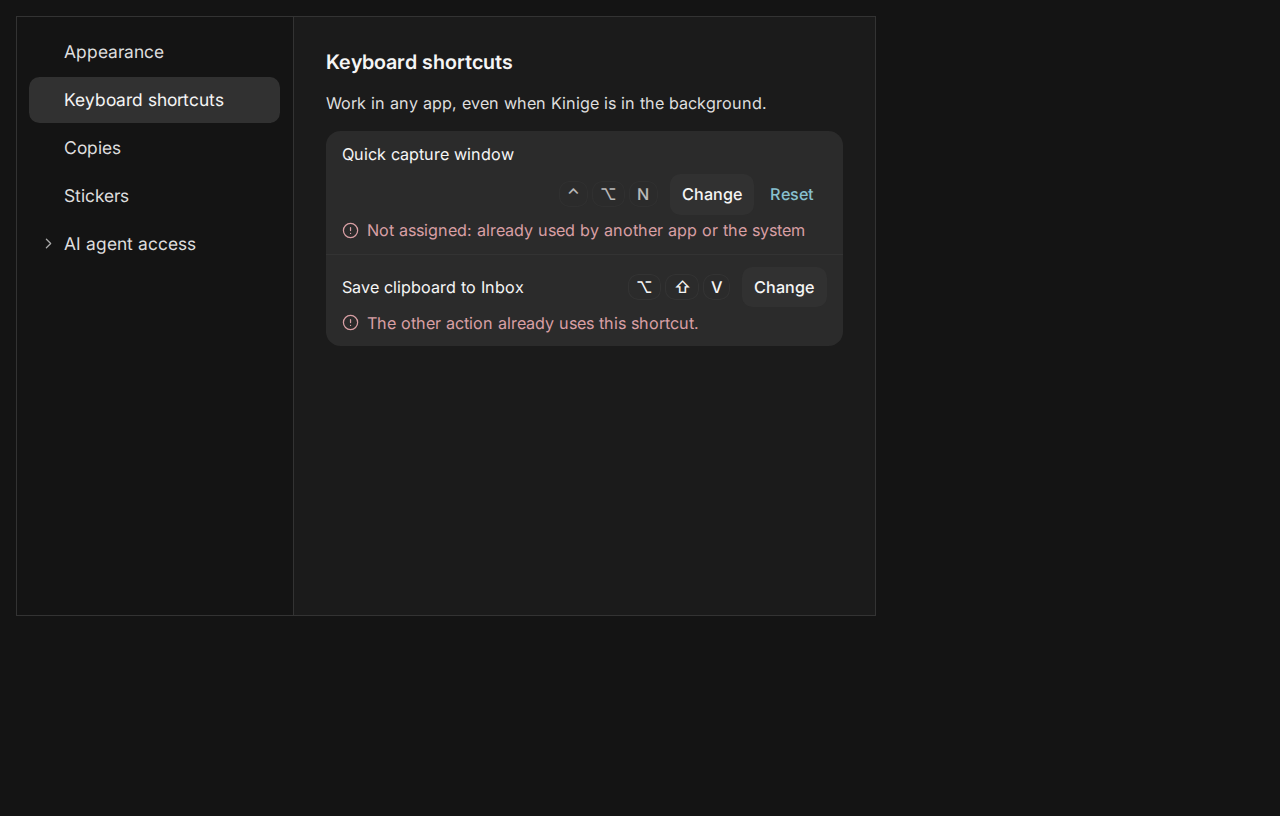 Appearance
Keyboard shortcuts
Copies
Stickers
AI agent access
Keyboard shortcuts
Work in any app, even when Kinige is in the background.
Quick capture window
⌃ ⌥ N Change Reset
Not assigned: already used by another app or the system
Save clipboard to Inbox ⌥ ⇧ V Change
The other action already uses this shortcut.